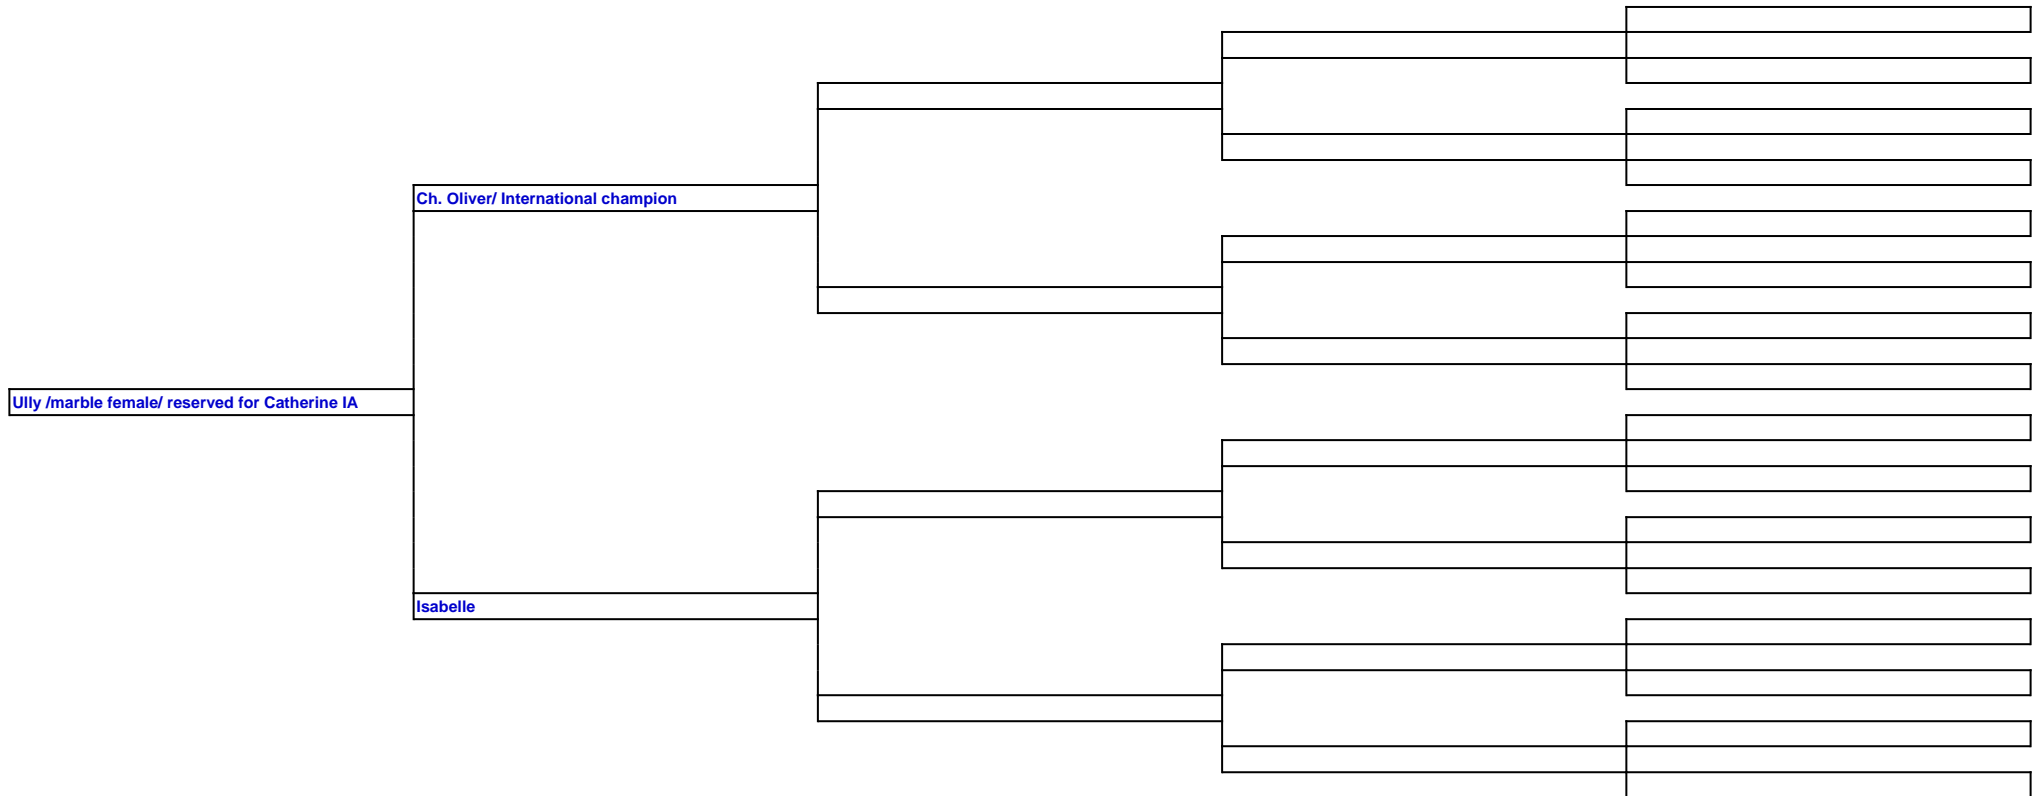 Ch. Oliver/ International champion
Ully /marble female/ reserved for Catherine IA
Isabelle